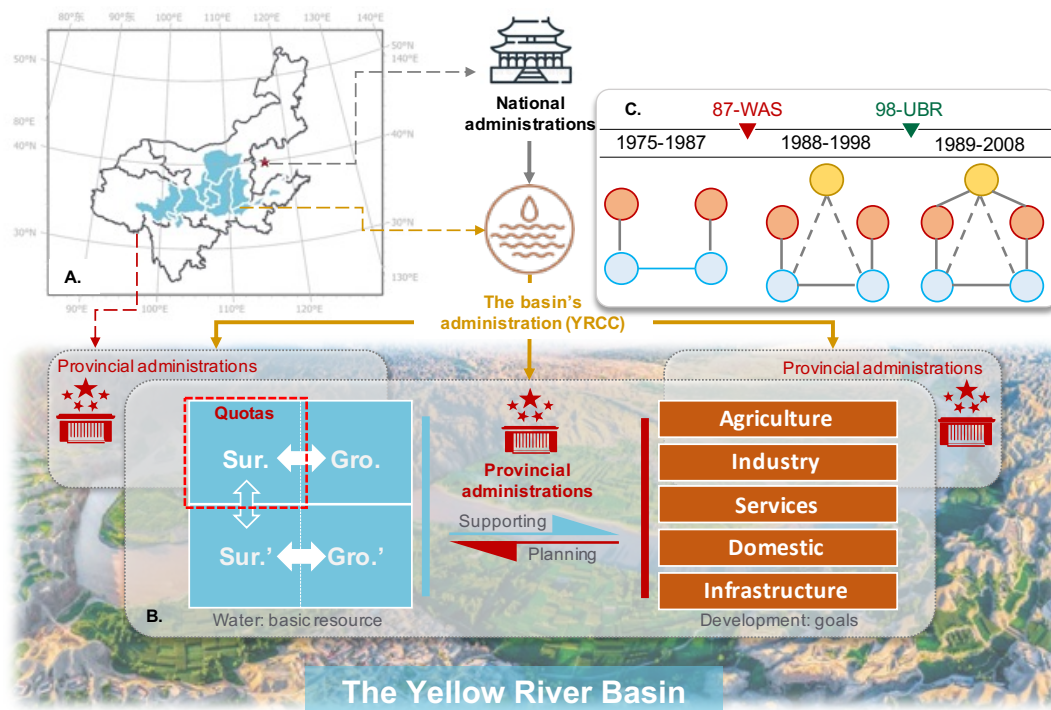 80°东
90°东
100°E
110°E
120°E
130°E
140°E
50°N
50°N
140°E
80°E
40°N
40°N
30°N
30°N
130°E
A.
90°E
100°E
110°E
120°E
National
administrations
The basin's
administration (YRCC)
C.
87-WAS
98-UBR
1975-1987
1988-1998
1989-2008
Provincial administrations
Provincial administrations
Quotas
Sur.
Gro.
Sur.'
Gro.'
Provincial
administrations
Supporting
Planning
Agriculture
Industry
Services
Domestic
Infrastructure
B.
Water: basic resource
Development: goals
The Yellow River Basin